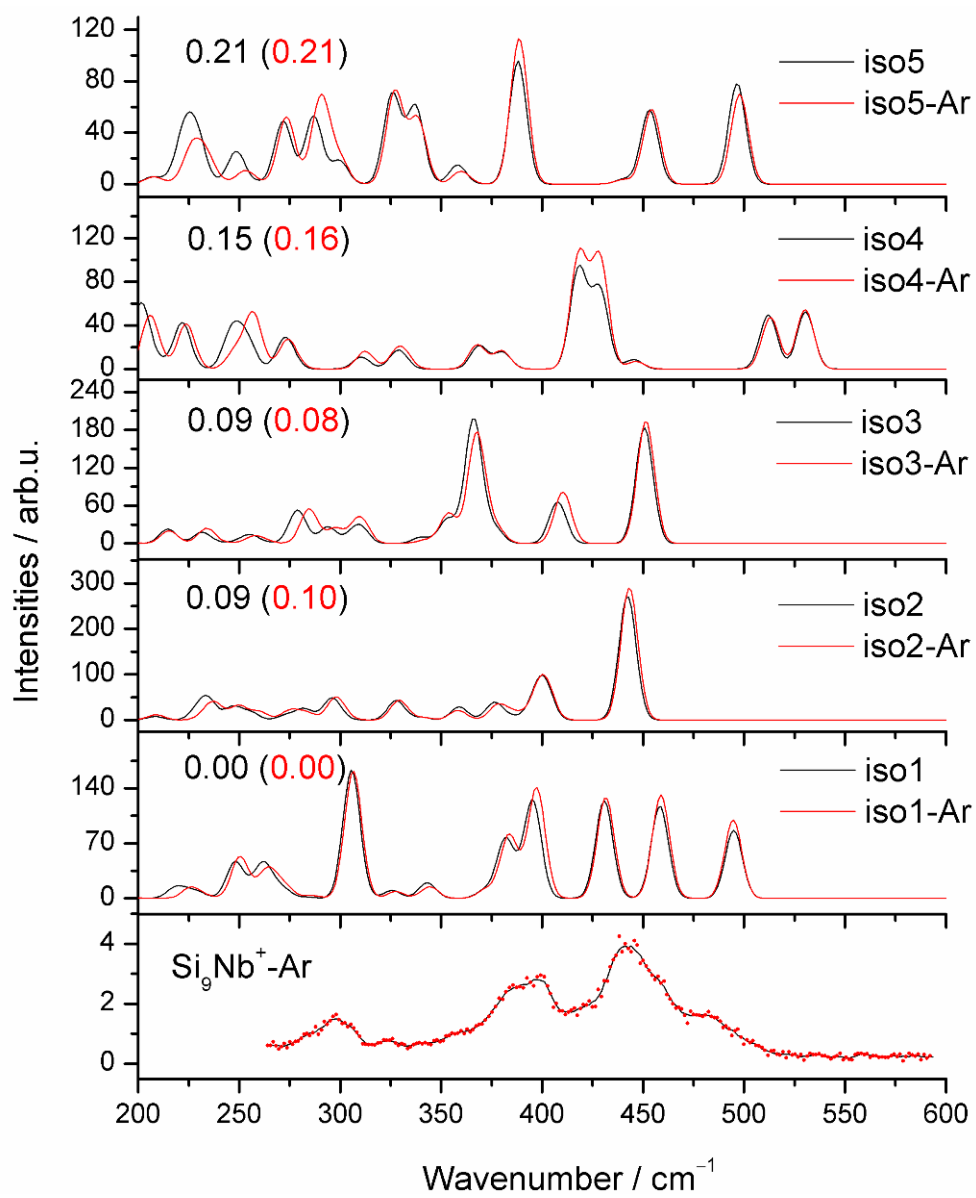 120
80
40
0
0.21 (0.21)
iso5
iso5-Ar
120
80
40
0
0.15 (0.16)
iso4
iso4-Ar
240
180
120
60
0
0.09 (0.08)
iso3
iso3-Ar
300
200
100
0
0.09 (0.10)
iso2
iso2-Ar
140
70
0
0.00 (0.00)
iso1
iso1-Ar
4
2
0
Si₉Nb⁺-Ar
200 250 300 350 400 450 500 550 600
Wavenumber / cm⁻¹
Intensities / arb.u.